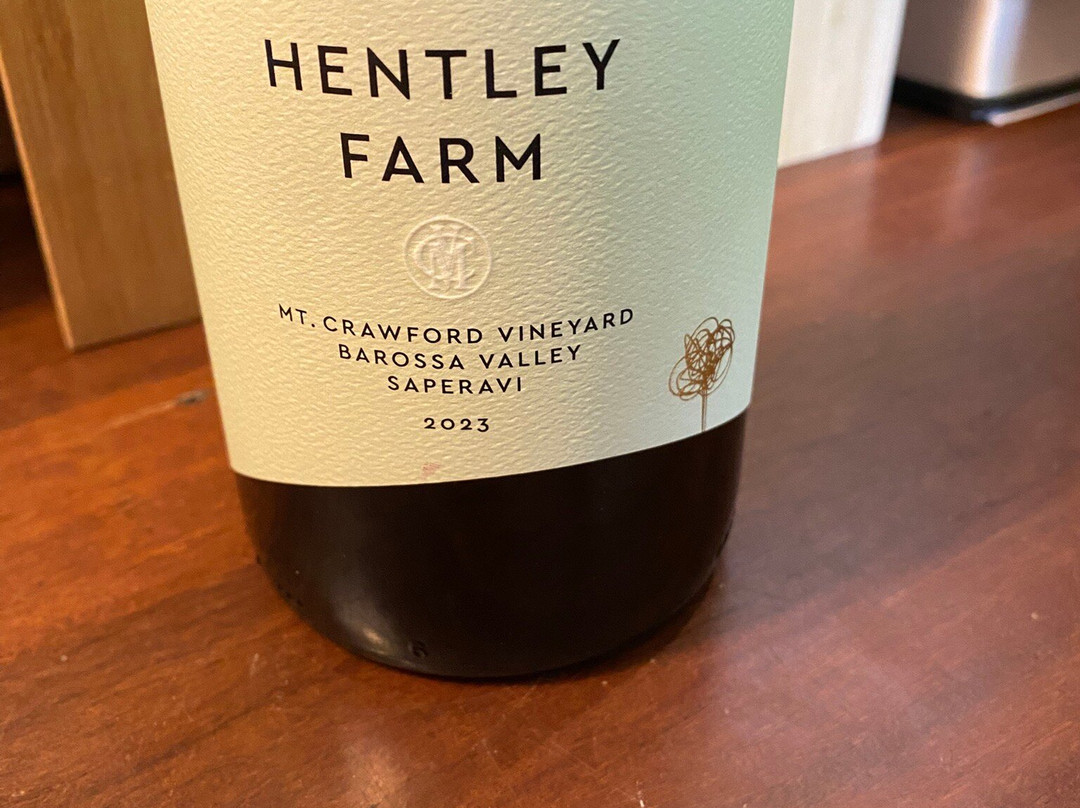 HENTLEY
FARM
MT. CRAWFORD VINEYARD
BAROSSA VALLEY
SAPERAVI
2023